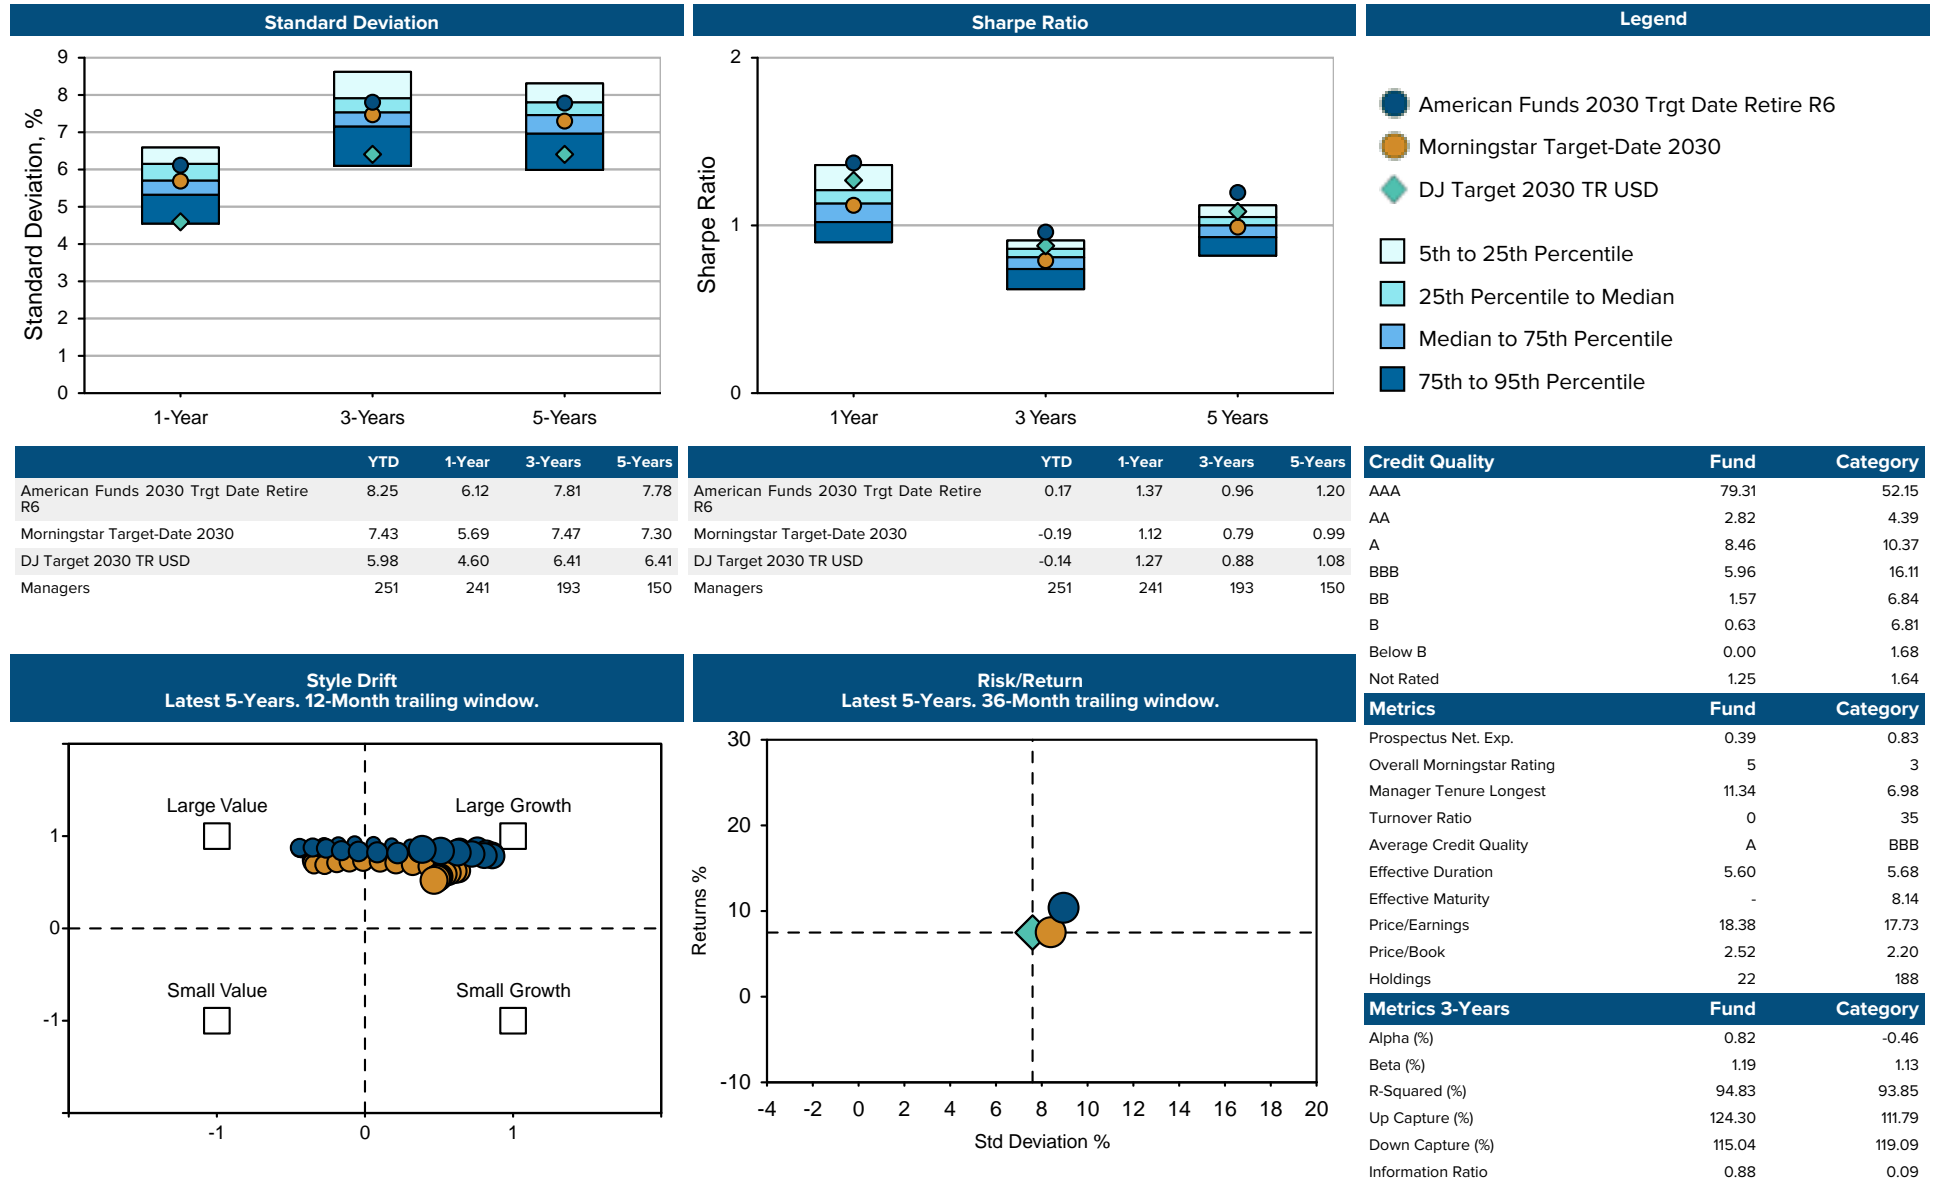 Standard Deviation
9
8
7
6
5
4
3
2
1
0
Standard Deviation, %
1-Year 3-Years 5-Years
Sharpe Ratio
2
1
0
Sharpe Ratio
1Year 3 Years 5 Years
Legend
American Funds 2030 Trgt Date Retire R6
Morningstar Target-Date 2030
DJ Target 2030 TR USD
5th to 25th Percentile
25th Percentile to Median
Median to 75th Percentile
75th to 95th Percentile
YTD 1-Year 3-Years 5-Years
American Funds 2030 Trgt Date Retire 8.25 6.12 7.81 7.78
R6
Morningstar Target-Date 2030 7.43 5.69 7.47 7.30
DJ Target 2030 TR USD 5.98 4.60 6.41 6.41
Managers 251 241 193 150
YTD 1-Year 3-Years 5-Years
American Funds 2030 Trgt Date Retire 0.17 1.37 0.96 1.20
R6
Morningstar Target-Date 2030 -0.19 1.12 0.79 0.99
DJ Target 2030 TR USD -0.14 1.27 0.88 1.08
Managers 251 241 193 150
Credit Quality Fund Category
AAA 79.31 52.15
AA 2.82 4.39
A 8.46 10.37
BBB 5.96 16.11
BB 1.57 6.84
B 0.63 6.81
Below B 0.00 1.68
Not Rated 1.25 1.64
Metrics Fund Category
Prospectus Net. Exp. 0.39 0.83
Overall Morningstar Rating 5 3
Manager Tenure Longest 11.34 6.98
Turnover Ratio 0 35
Average Credit Quality A BBB
Effective Duration 5.60 5.68
Effective Maturity - 8.14
Price/Earnings 18.38 17.73
Price/Book 2.52 2.20
Holdings 22 188
Metrics 3-Years Fund Category
Alpha (%) 0.82 -0.46
Beta (%) 1.19 1.13
R-Squared (%) 94.83 93.85
Up Capture (%) 124.30 111.79
Down Capture (%) 115.04 119.09
Information Ratio 0.88 0.09
Style Drift
Latest 5-Years. 12-Month trailing window.
Large Value Large Growth
1
0
Small Value Small Growth
-1
-1 0 1
Risk/Return
Latest 5-Years. 36-Month trailing window.
30
20
10
0
-10
Returns %
-4 -2 0 2 4 6 8 10 12 14 16 18 20
Std Deviation %